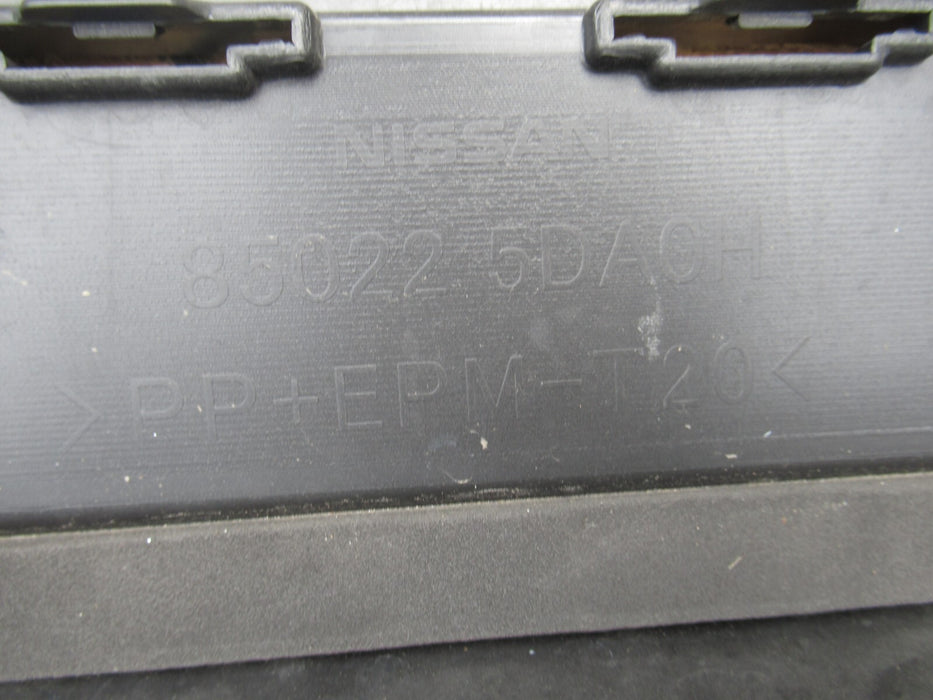 NISSAN
85022 5DA0H
>PP+EPM-T20<
C